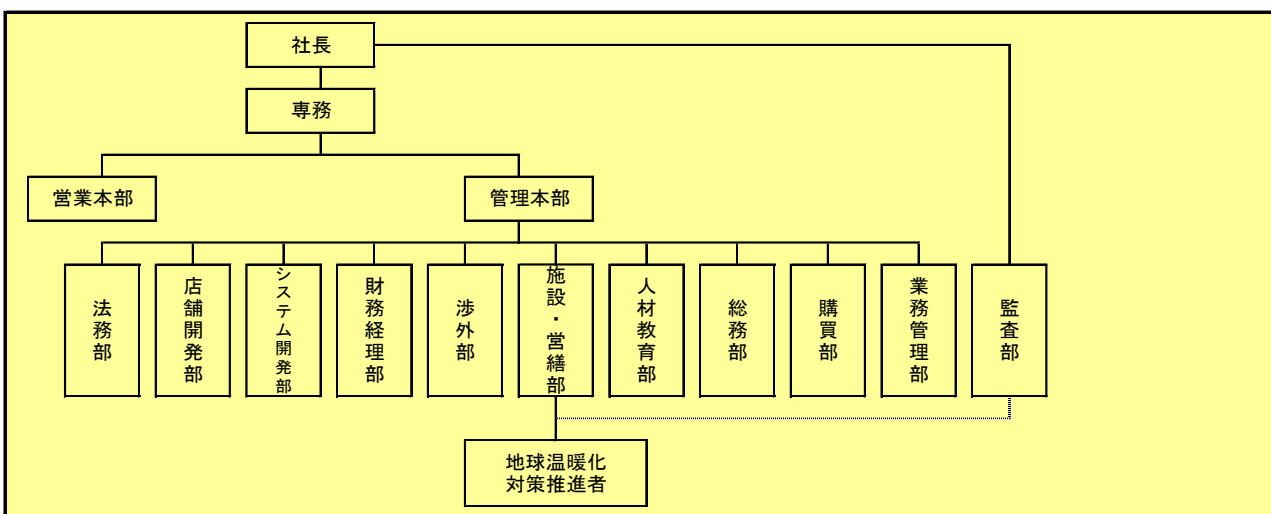 社長
専務
営業本部
管理本部
法務部
店舗開発部
システム開発部
財務経理部
渉外部
施設・営繕部
人材教育部
総務部
購買部
業務管理部
監査部
地球温暖化
対策推進者